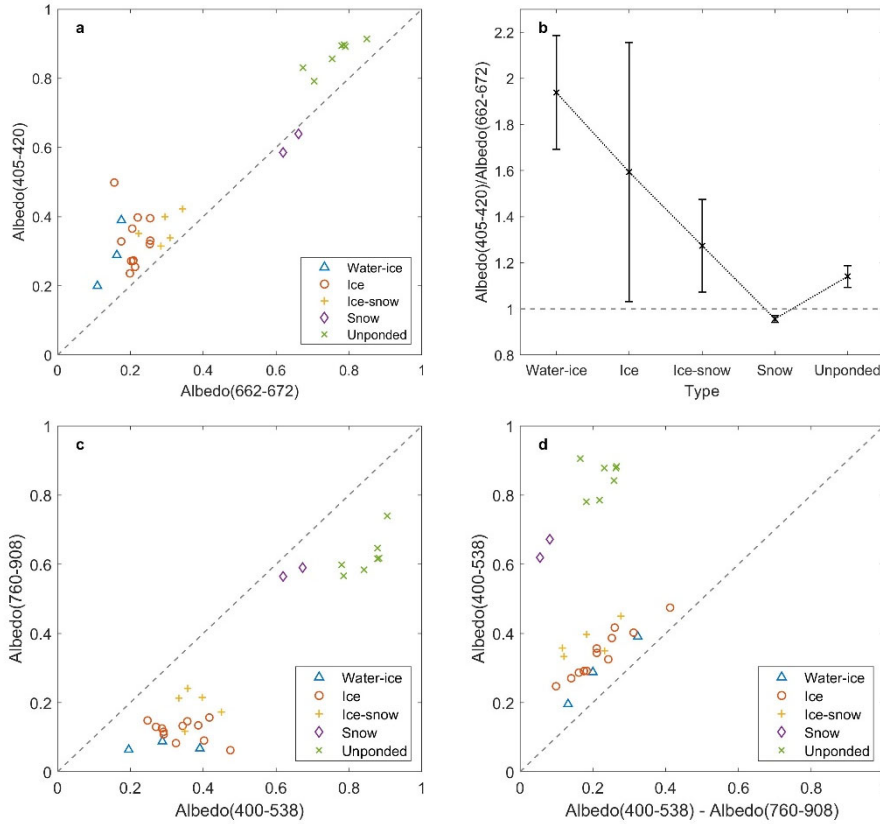 a
Albedo(405-420)
1
0.8
0.6
0.4
0.2
0
0
0.2
0.4
0.6
0.8
1
Albedo(662-672)
Water-ice
Ice
Ice-snow
Snow
Unponded
b
Albedo(405-420)/Albedo(662-672)
2.2
2
1.8
1.6
1.4
1.2
1
0.8
Water-ice
Ice
Ice-snow
Snow
Unponded
Type
c
Albedo(760-908)
1
0.8
0.6
0.4
0.2
0
0
0.2
0.4
0.6
0.8
1
Albedo(400-538)
Water-ice
Ice
Ice-snow
Snow
Unponded
d
Albedo(400-538)
1
0.8
0.6
0.4
0.2
0
0
0.2
0.4
0.6
0.8
1
Albedo(400-538) - Albedo(760-908)
Water-ice
Ice
Ice-snow
Snow
Unponded